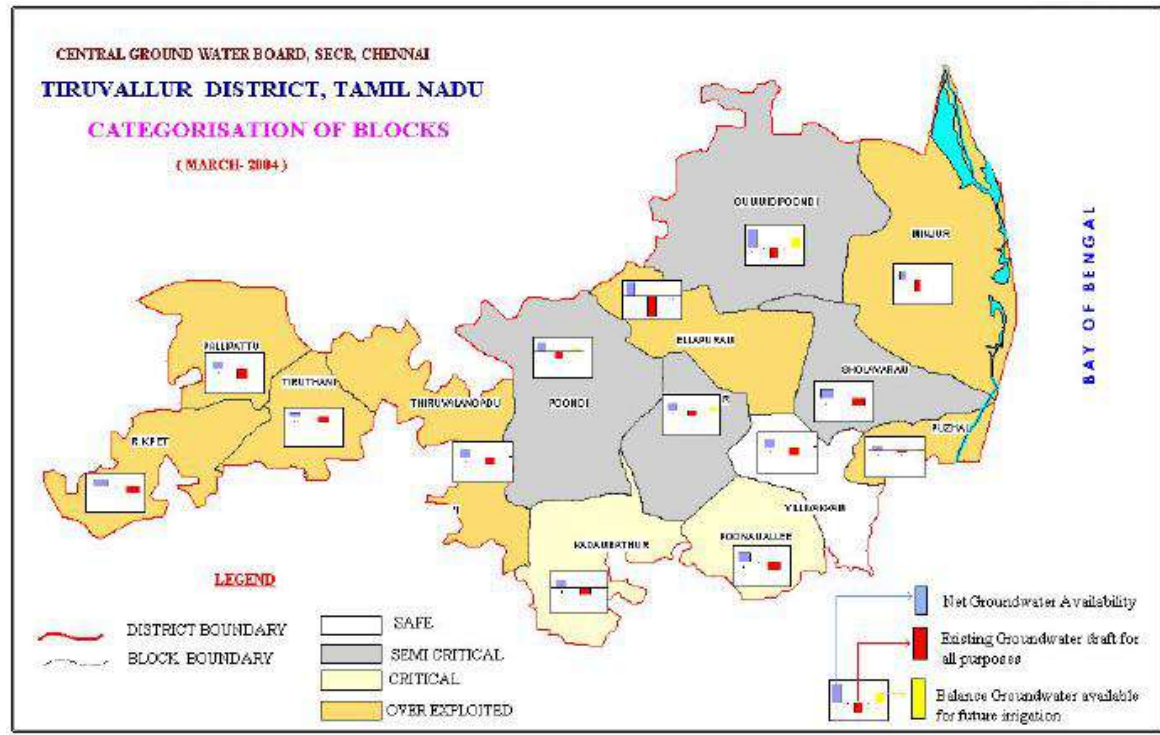 CENTRAL GROUND WATER BOARD, SECR, CHENNAI
TIRUVALLUR DISTRICT, TAMIL NADU
CATEGORISATION OF BLOCKS
( MARCH- 2004 )
MINJUR
BAY OF BENGAL
ELLAPURAM
PALLIPATTU
TIRUTHANI
SHOLAVARAM
THIRUVALANGADU
POONDI
R.K.PET
PUZHAL
VILLIVAKKAM
POONAMALLEE
KADAMBATHUR
LEGEND
DISTRICT BOUNDARY
BLOCK BOUNDARY
SAFE
SEMI CRITICAL
CRITICAL
OVER EXPLOITED
Net Groundwater Availability
Existing Groundwater draft for
all purposes
Balance Groundwater available
for future irrigation